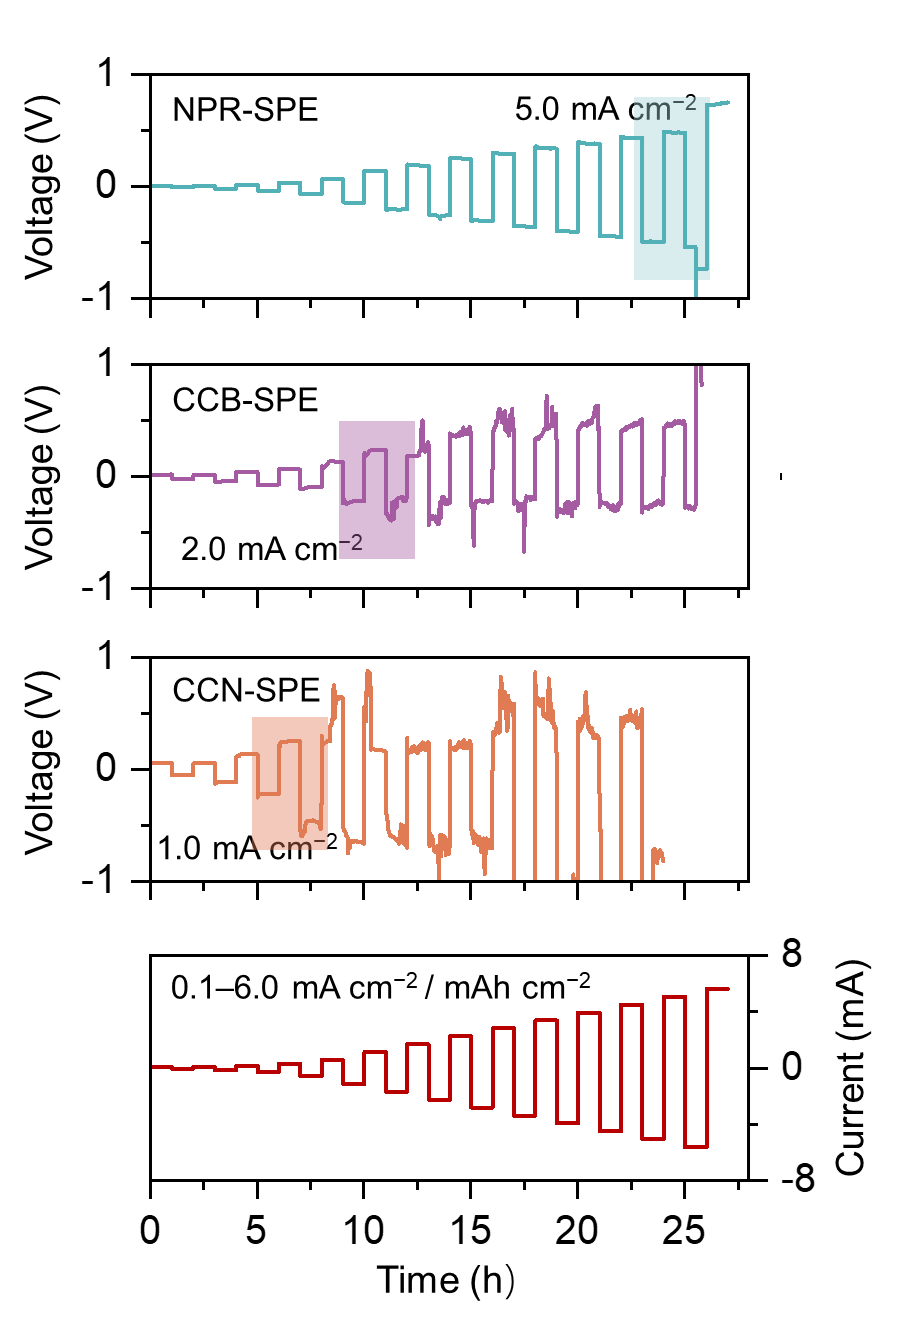 1
NPR-SPE
5.0 mA cm⁻²
Voltage (V)
0
-1
1
CCB-SPE
Voltage (V)
0
2.0 mA cm⁻²
-1
1
CCN-SPE
Voltage (V)
0
1.0 mA cm⁻²
-1
8
0.1–6.0 mA cm⁻² / mAh cm⁻²
0
Current (mA)
-8
0 5 10 15 20 25
Time (h)